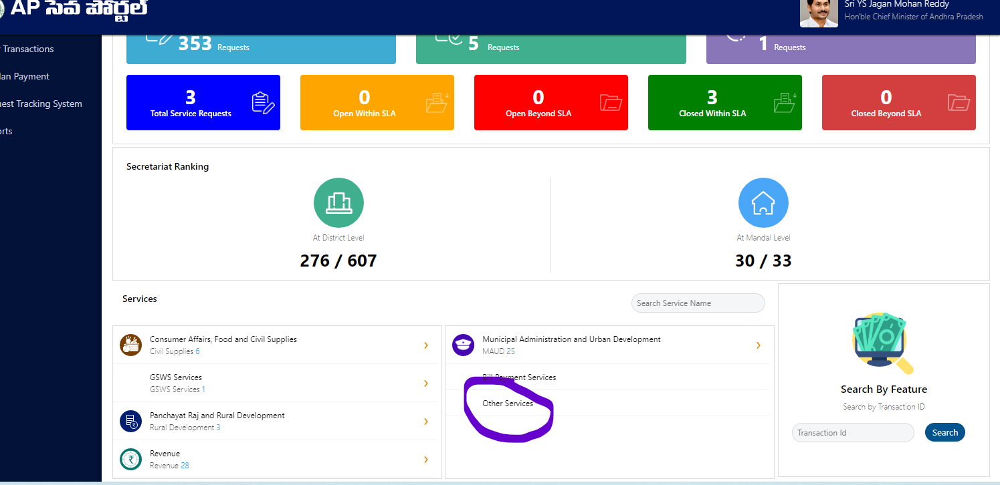 AP సేవ పోర్టల్
Sri YS Jagan Mohan Reddy
Hon'ble Chief Minister of Andhra Pradesh
Transactions
Payment
Tracking System
353 Requests
5 Requests
1 Requests
3
Total Service Requests
0
Open Within SLA
0
Open Beyond SLA
3
Closed Within SLA
0
Closed Beyond SLA
Secretariat Ranking
At District Level
276 / 607
At Mandal Level
30 / 33
Services
Search Service Name
Consumer Affairs, Food and Civil Supplies
Civil Supplies 6
GSWS Services
GSWS Services 1
Panchayat Raj and Rural Development
Rural Development 3
Revenue
Revenue 28
Municipal Administration and Urban Development
MAUD 25
Bill Payment Services
Other Services
Search By Feature
Search by Transaction ID
Transaction Id
Search